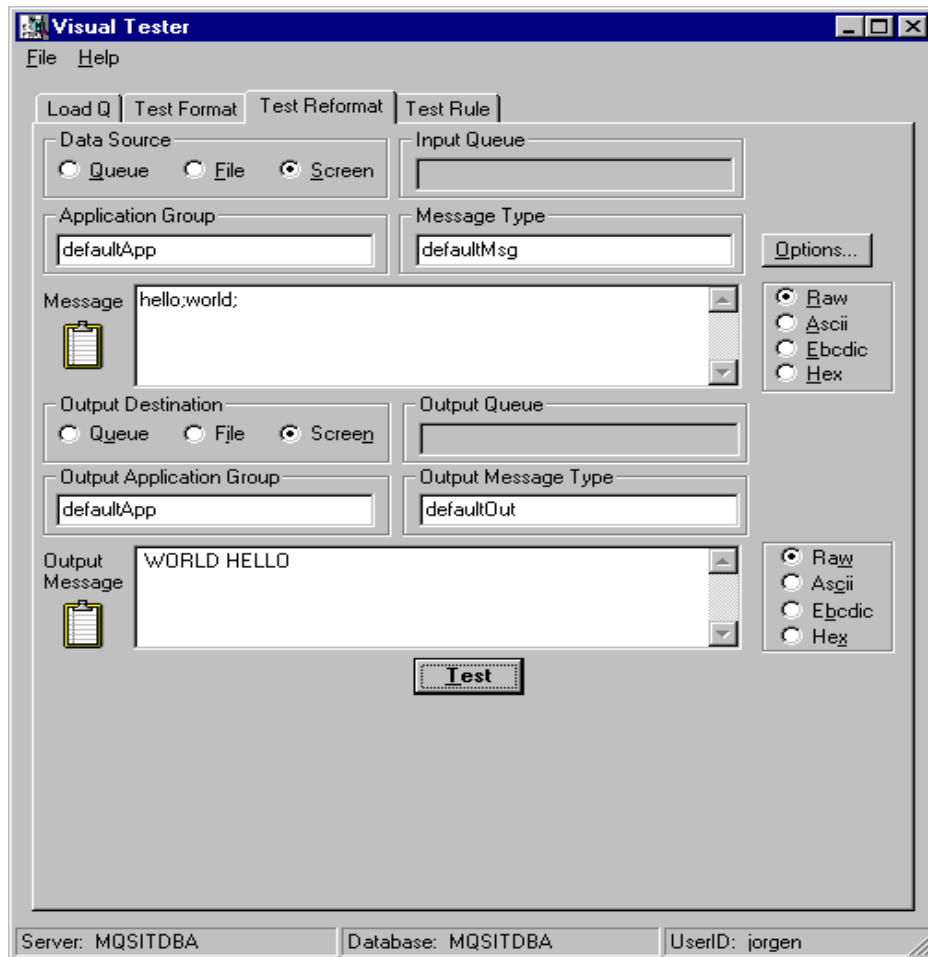 Visual Tester
File Help
Load Q Test Format Test Reformat Test Rule
Data Source Input Queue
Queue File Screen
Application Group Message Type
defaultApp defaultMsg Options...
Message hello;world; Raw
Ascii
Ebcdic
Hex
Output Destination Output Queue
Queue File Screen
Output Application Group Output Message Type
defaultApp defaultOut
Output Message WORLD HELLO Raw
Ascii
Ebcdic
Hex
Test
Server: MQSITDBA Database: MQSITDBA UserID: jorgen